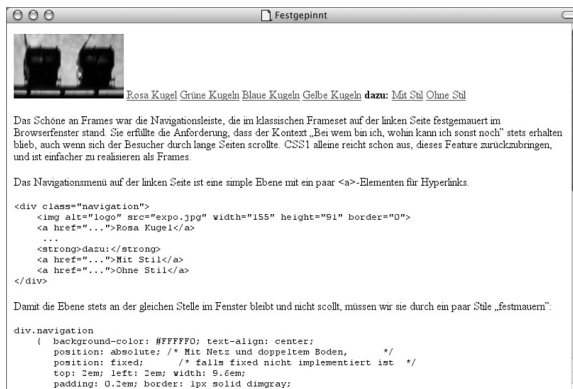 Festgepinnt
Rosa Kugel Grüne Kugeln Blaue Kugeln Gelbe Kugeln dazu: Mit Stil Ohne Stil
Das Schöne an Frames war die Navigationsleiste, die im klassischen Frameset auf der linken Seite festgemauert im
Browserfenster stand. Sie erfüllte die Anforderung, dass der Kontext „Bei wem bin ich, wohin kann ich sonst noch" stets erhalten
blieb, auch wenn sich der Besucher durch lange Seiten scrollte. CSS1 alleine reicht schon aus, dieses Feature zurückzubringen,
und ist einfacher zu realisieren als Frames.
Das Navigationsmenü auf der linken Seite ist eine simple Ebene mit ein paar <a>-Elementen für Hyperlinks.
<div class="navigation">
<img alt="logo" src="expo.jpg" width="155" height="91" border="0">
<a href="...">Rosa Kugel</a>
...
<strong>dazu:</strong>
<a href="...">Mit Stil</a>
<a href="...">Ohne Stil</a>
</div>
Damit die Ebene stets an der gleichen Stelle im Fenster bleibt und nicht scollt, müssen wir sie durch ein paar Stile „festmauern":
div.navigation
{ background-color: #FFFFF0; text-align: center;
position: absolute; /* Mit Netz und doppeltem Boden, */
position: fixed; /* falls fixed nicht implementiert ist */
top: 2em; left: 2em; width: 9.6em;
padding: 0.2em; border: 1px solid dimgray;